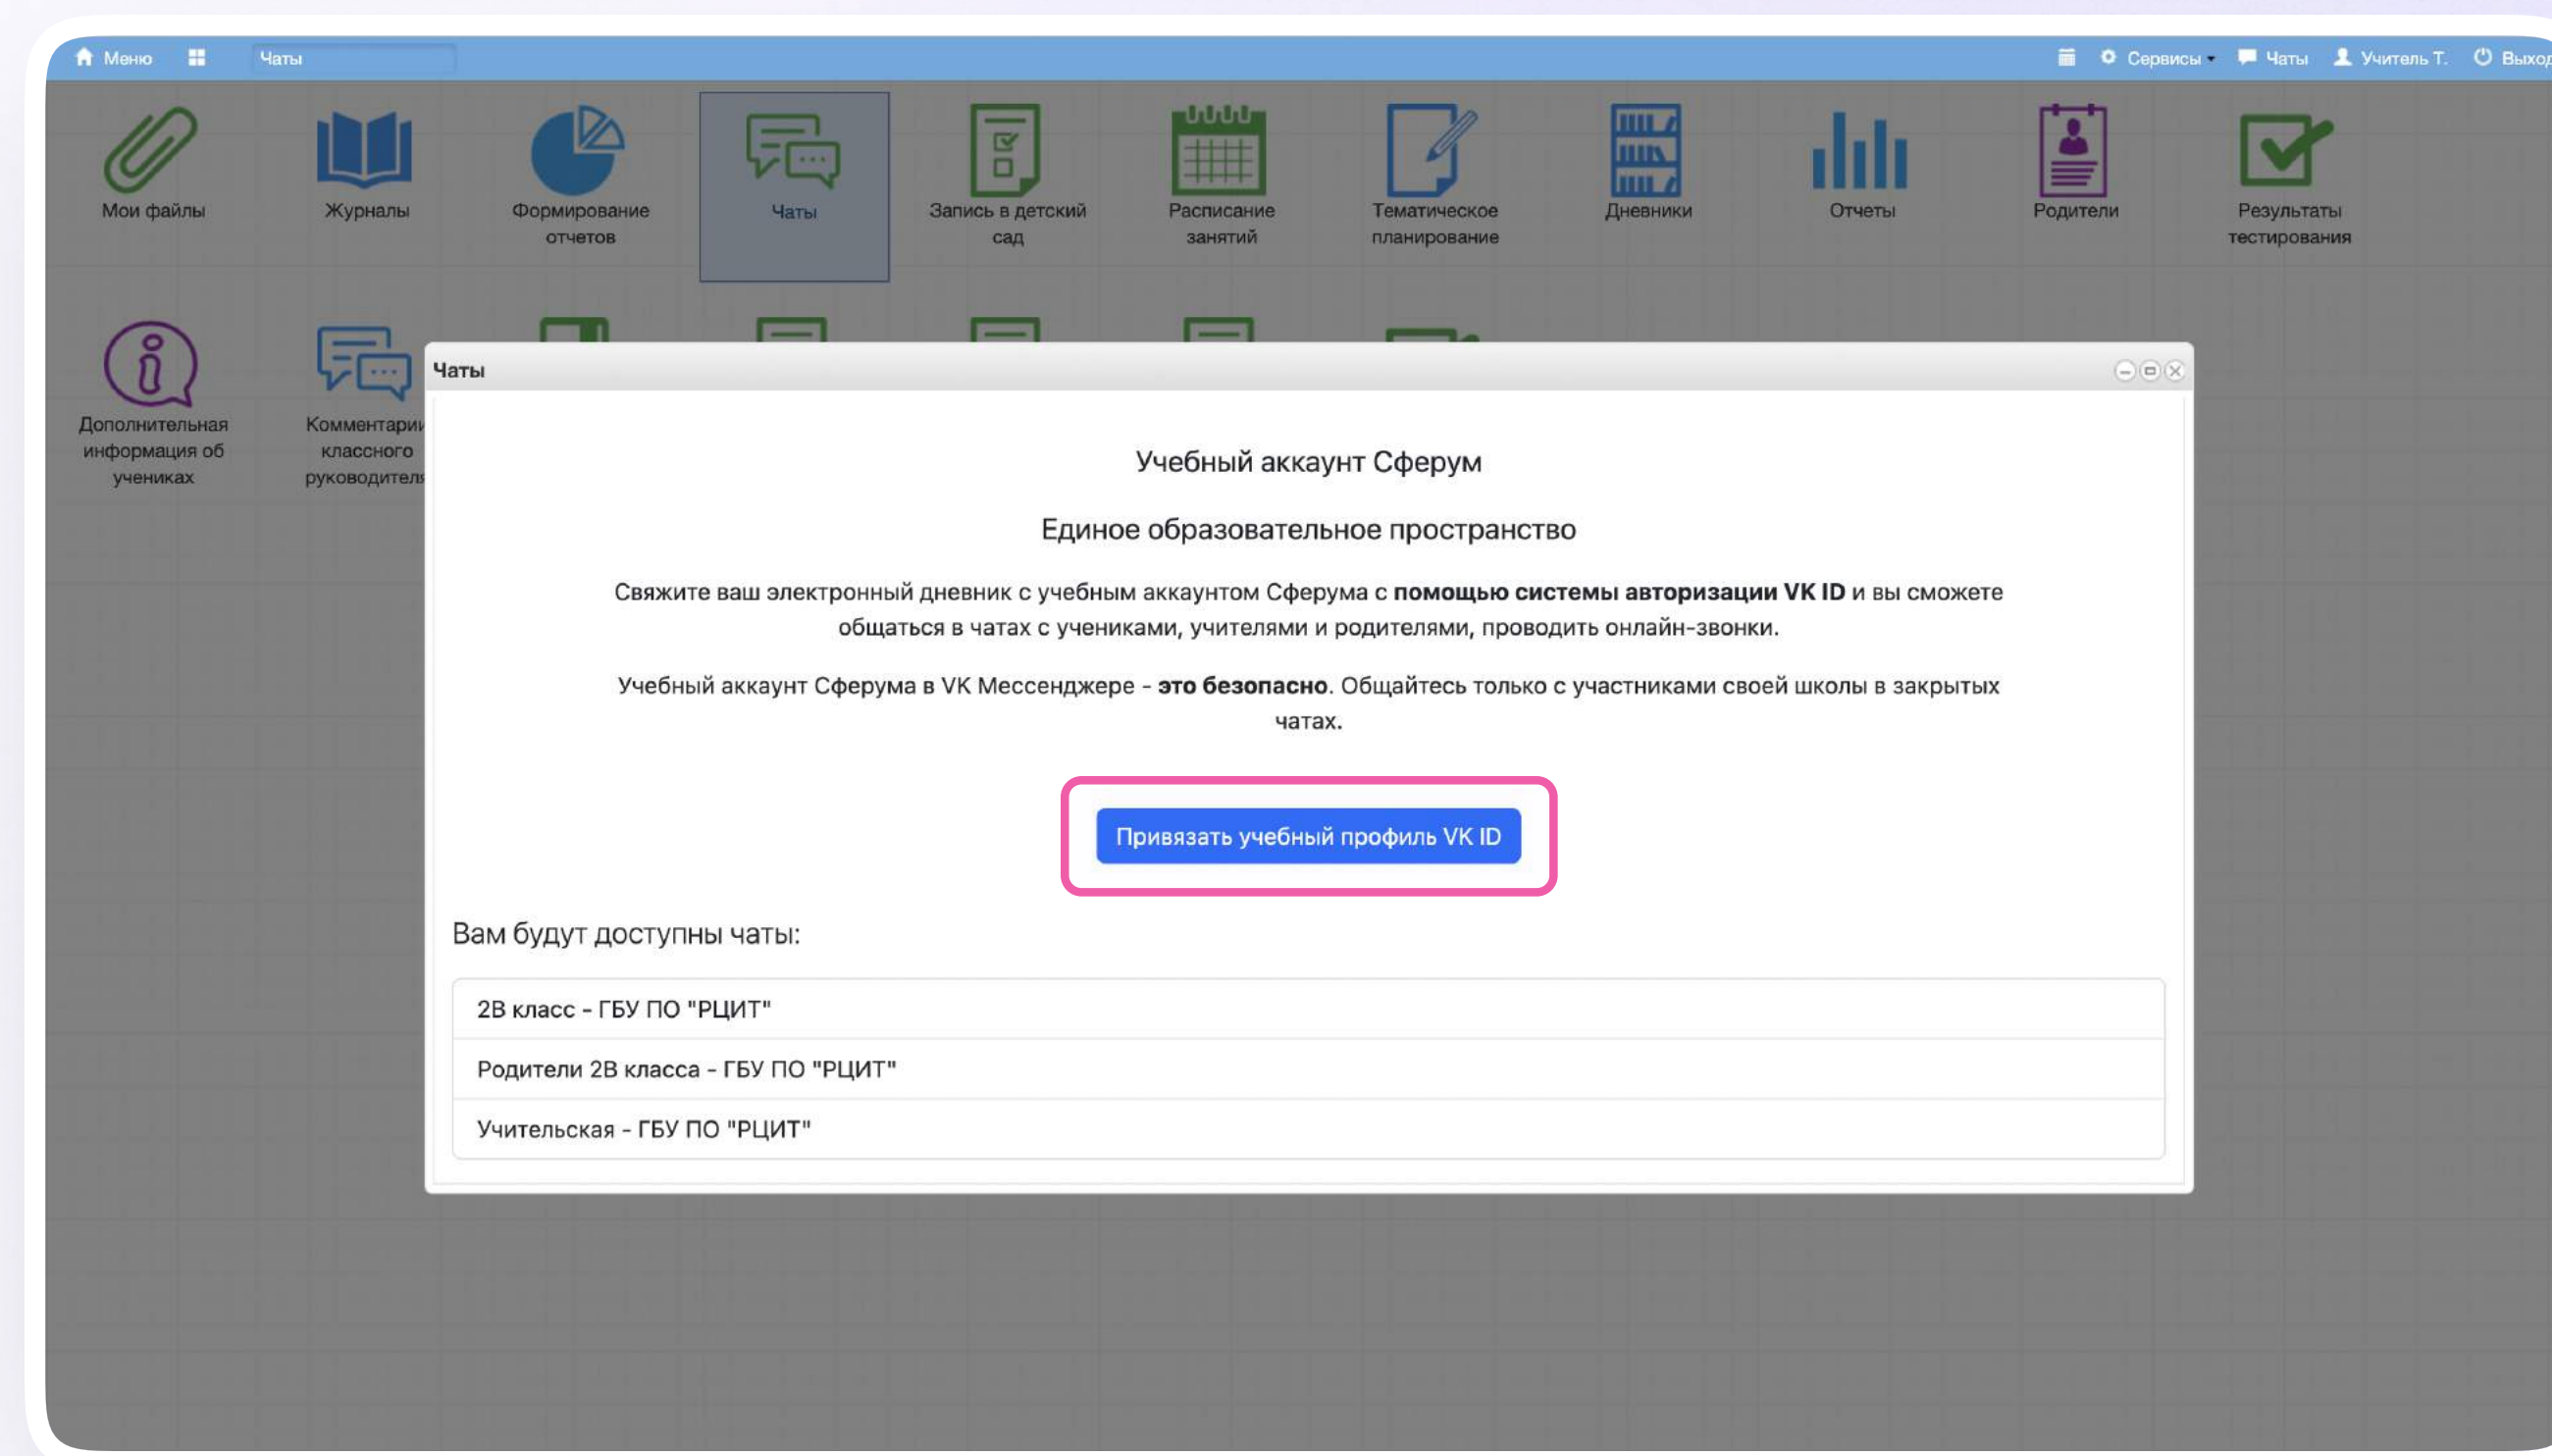 Меню
Чаты
Сервисы
Чаты
Учитель Т.
Выход
Мои файлы
Журналы
Формирование
отчетов
Чаты
Запись в детский
сад
Расписание
занятий
Тематическое
планирование
Дневники
Отчеты
Родители
Результаты
тестирования
Дополнительная
информация об
учениках
Комментарии
классного
руководителя
Чаты
Учебный аккаунт Сферум
Единое образовательное пространство
Свяжите ваш электронный дневник с учебным аккаунтом Сферума с помощью системы авторизации VK ID и вы сможете
общаться в чатах с учениками, учителями и родителями, проводить онлайн-звонки.
Учебный аккаунт Сферума в VK Мессенджере - это безопасно. Общайтесь только с участниками своей школы в закрытых
чатах.
Привязать учебный профиль VK ID
Вам будут доступны чаты:
2В класс - ГБУ ПО "РЦИТ"
Родители 2В класса - ГБУ ПО "РЦИТ"
Учительская - ГБУ ПО "РЦИТ"